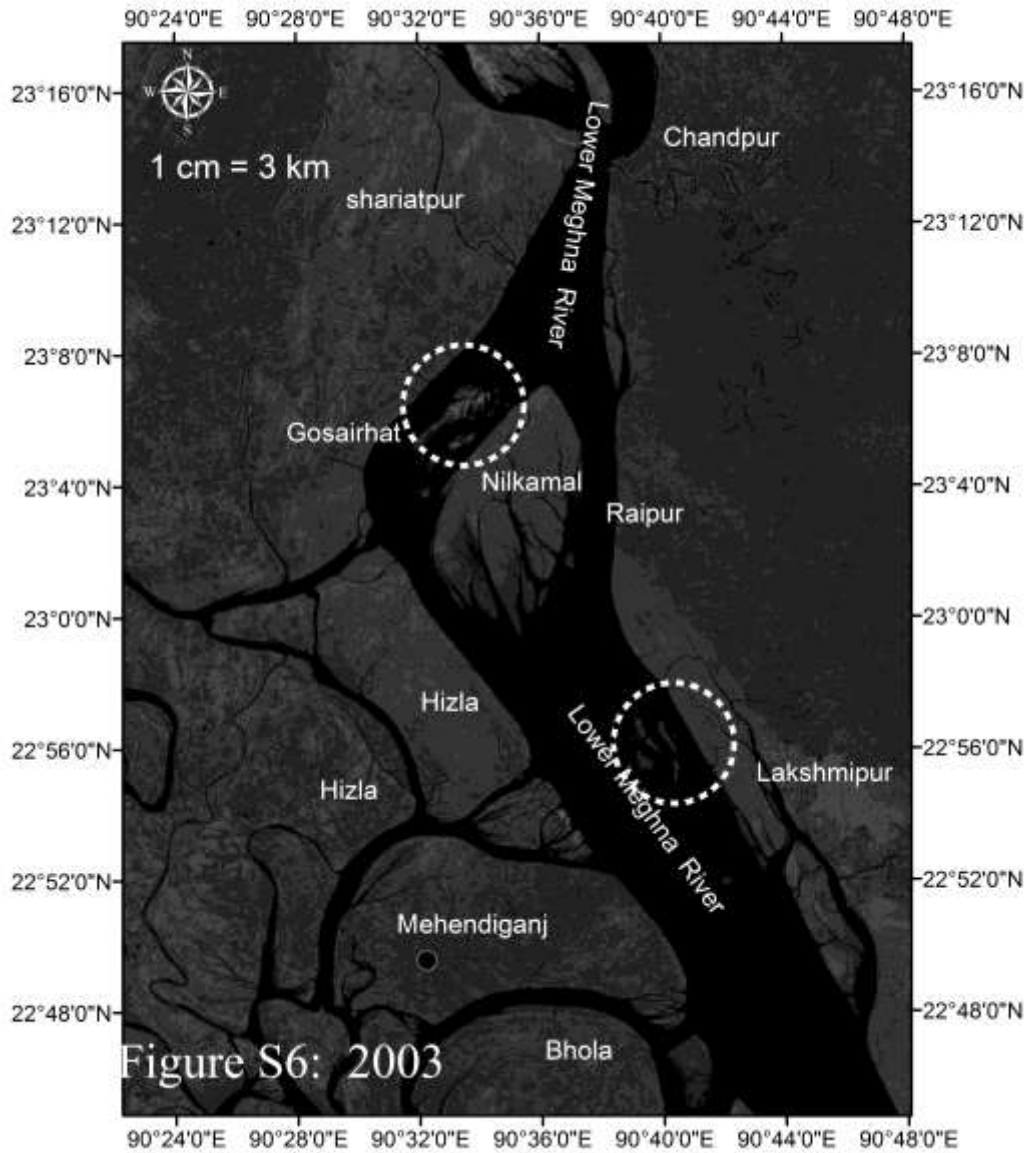 90°24'0"E 90°28'0"E 90°32'0"E 90°36'0"E 90°40'0"E 90°44'0"E 90°48'0"E
N
W E
S
23°16'0"N 23°16'0"N
Chandpur
1 cm = 3 km
shariatpur
Lower Meghna River
23°12'0"N 23°12'0"N
23°8'0"N 23°8'0"N
Gosairhat
Nilkamal
23°4'0"N 23°4'0"N
Raipur
23°0'0"N 23°0'0"N
Hizla
22°56'0"N 22°56'0"N
Lakshmipur
Hizla
Lower Meghna River
22°52'0"N 22°52'0"N
Mehendiganj
22°48'0"N 22°48'0"N
Bhola
Figure S6: 2003
90°24'0"E 90°28'0"E 90°32'0"E 90°36'0"E 90°40'0"E 90°44'0"E 90°48'0"E